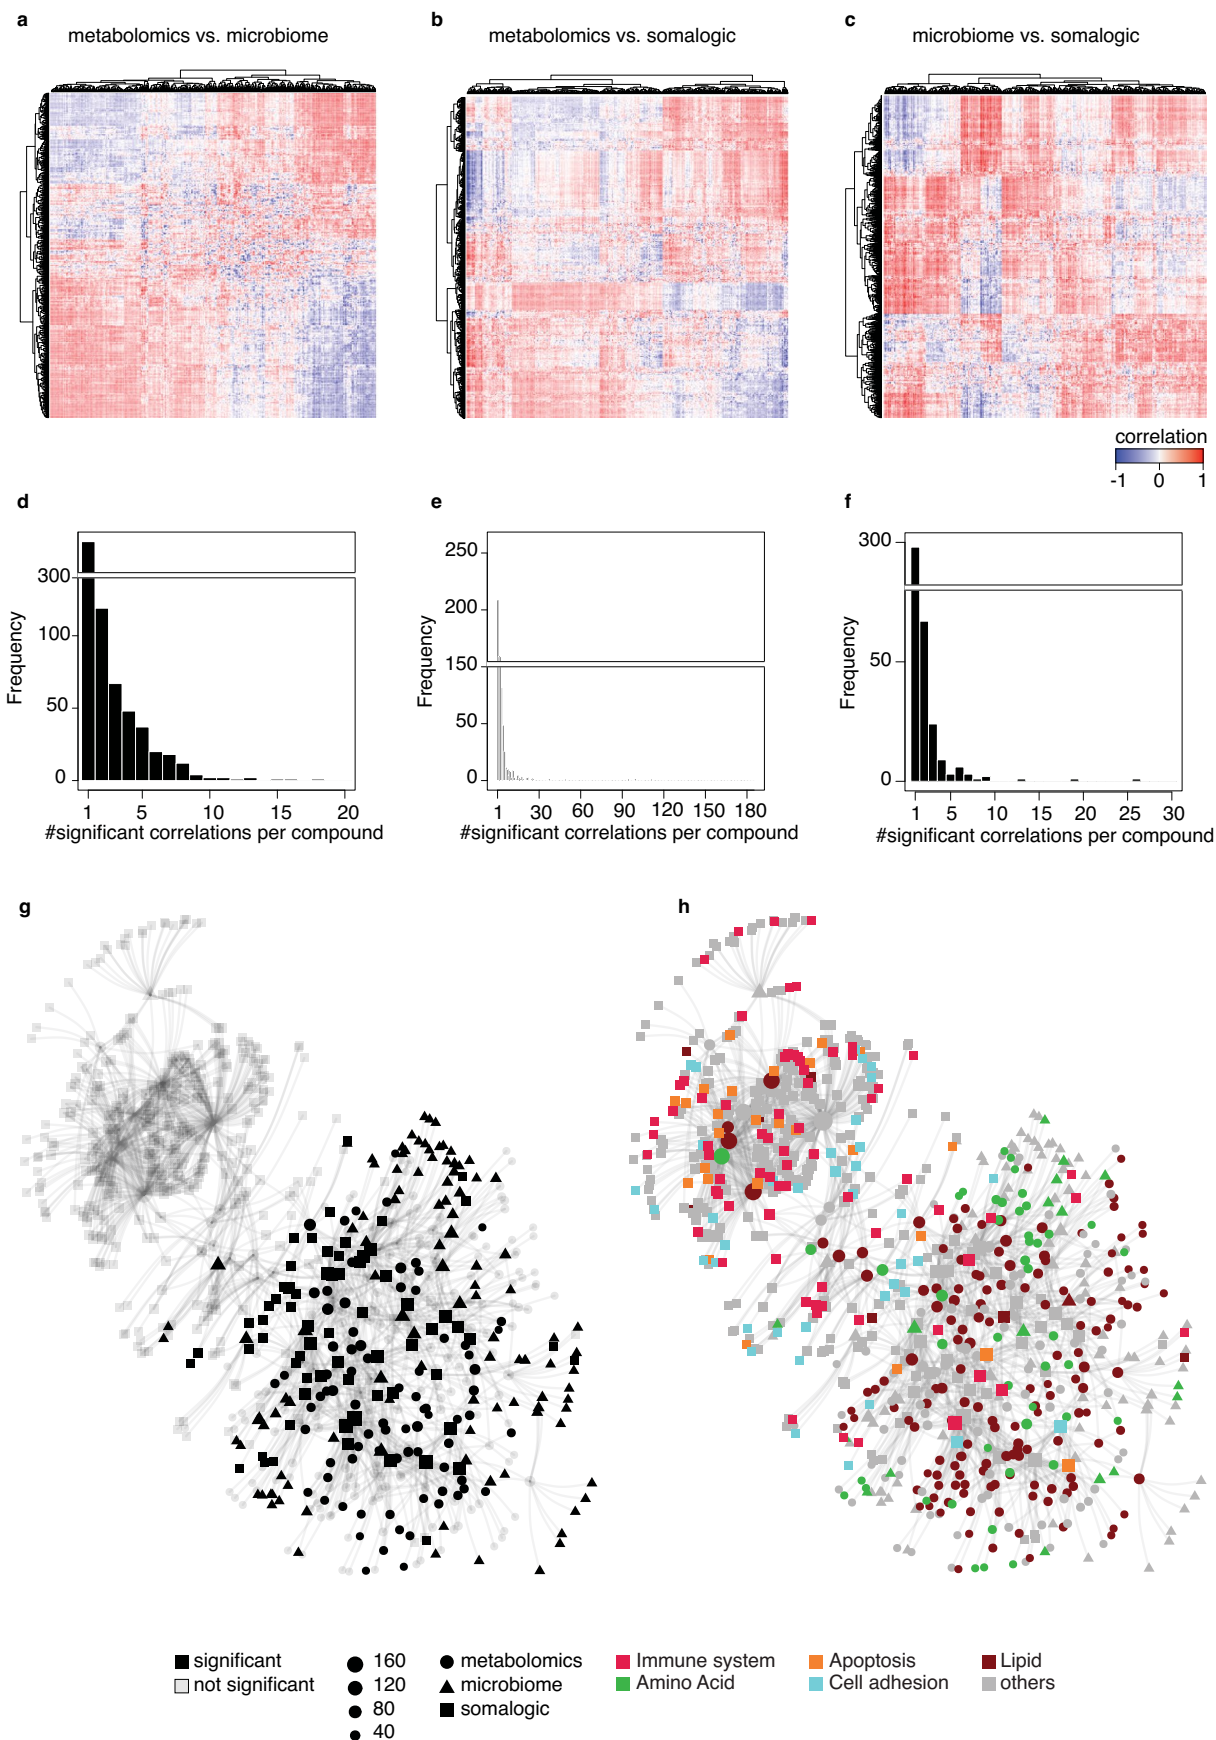 a
metabolomics vs. microbiome
b
metabolomics vs. somalogic
c
microbiome vs. somalogic
correlation
-1 0 1
d
Frequency
300
100
50
0
1 5 10 15 20
#significant correlations per compound
e
Frequency
250
200
150
50
0
1 30 60 90 120 150 180
#significant correlations per compound
f
Frequency
300
50
0
1 5 10 15 20 25 30
#significant correlations per compound
g
h
significant
not significant
160
120
80
40
metabolomics
microbiome
somalogic
Immune system
Amino Acid
Apoptosis
Cell adhesion
Lipid
others